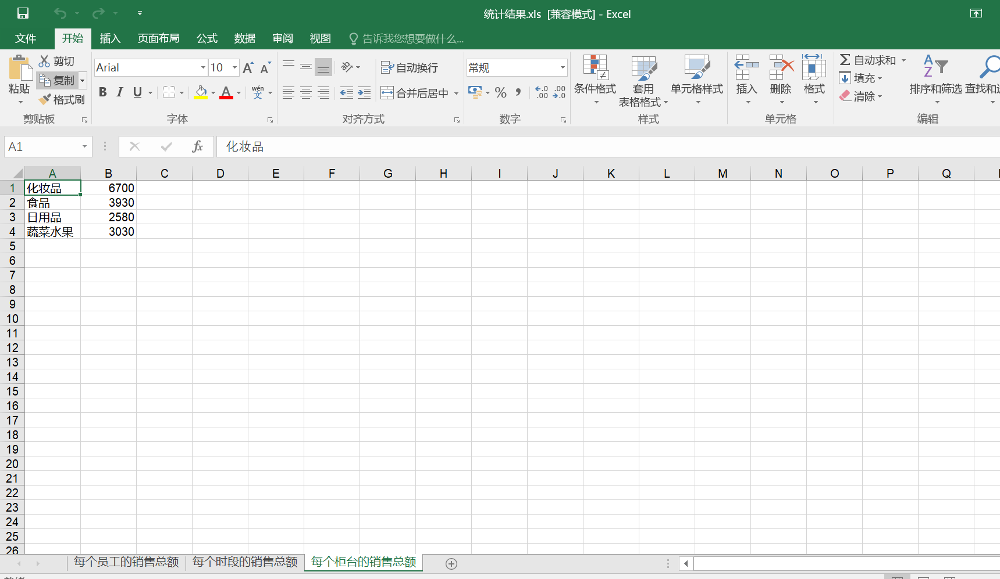 统计结果.xls [兼容模式] - Excel
文件 开始 插入 页面布局 公式 数据 审阅 视图 告诉我您想要做什么...
剪切
复制
格式刷
粘贴
剪贴板
Arial 10
B I U wén 文
字体
自动换行
合并后居中
对齐方式
常规
% , .0 .00 .00 .0
数字
条件格式 套用 单元格样式
表格格式
样式
插入 删除 格式
单元格
自动求和
填充
清除
排序和筛选 查找和
编辑
A1 fx 化妆品
A B C D E F G H I J K L M N O P Q
1 化妆品 6700
2 食品 3930
3 日用品 2580
4 蔬菜水果 3030
5
6
7
8
9
10
11
12
13
14
15
16
17
18
19
20
21
22
23
24
25
26
每个员工的销售总额 每个时段的销售总额 每个柜台的销售总额